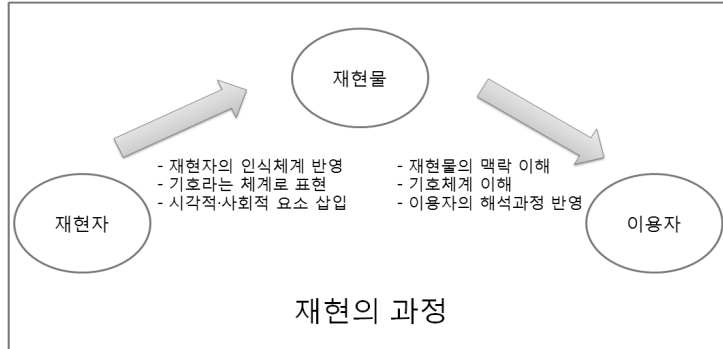 재현물
- 재현자의 인식체계 반영
- 기호라는 체계로 표현
- 시각적·사회적 요소 삽입
- 재현물의 맥락 이해
- 기호체계 이해
- 이용자의 해석과정 반영
재현자
이용자
재현의 과정